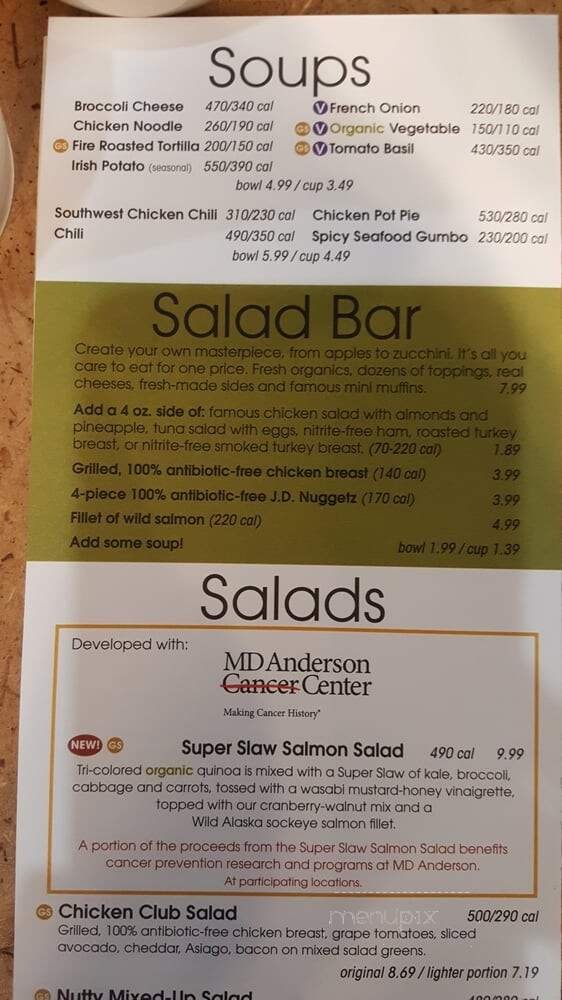 Soups
Broccoli Cheese 470/340 cal
Chicken Noodle 260/190 cal
GS Fire Roasted Tortilla 200/150 cal
Irish Potato (seasonal) 550/390 cal
V French Onion 220/180 cal
GS V Organic Vegetable 150/110 cal
GS V Tomato Basil 430/350 cal
bowl 4.99 / cup 3.49
Southwest Chicken Chili 310/230 cal
Chili 490/350 cal
Chicken Pot Pie 530/280 cal
Spicy Seafood Gumbo 230/200 cal
bowl 5.99 / cup 4.49
Salad Bar
Create your own masterpiece, from apples to zucchini. It's all you
care to eat for one price. Fresh organics, dozens of toppings, real
cheeses, fresh-made sides and famous mini muffins. 7.99
Add a 4 oz. side of: famous chicken salad with almonds and
pineapple, tuna salad with eggs, nitrite-free ham, roasted turkey
breast, or nitrite-free smoked turkey breast. (70-220 cal) 1.89
Grilled, 100% antibiotic-free chicken breast (140 cal) 3.99
4-piece 100% antibiotic-free J.D. Nuggetz (170 cal) 3.99
Fillet of wild salmon (220 cal) 4.99
Add some soup! bowl 1.99 / cup 1.39
Salads
Developed with:
MD Anderson
Cancer Center
Making Cancer History®
NEW! GS Super Slaw Salmon Salad 490 cal 9.99
Tri-colored organic quinoa is mixed with a Super Slaw of kale, broccoli,
cabbage and carrots, tossed with a wasabi mustard-honey vinaigrette,
topped with our cranberry-walnut mix and a
Wild Alaska sockeye salmon fillet.
A portion of the proceeds from the Super Slaw Salmon Salad benefits
cancer prevention research and programs at MD Anderson.
At participating locations.
menupix
GS Chicken Club Salad 500/290 cal
Grilled, 100% antibiotic-free chicken breast, grape tomatoes, sliced
avocado, cheddar, Asiago, bacon on mixed salad greens.
original 8.69 / lighter portion 7.19
GS Nutty Mixed-Up Salad